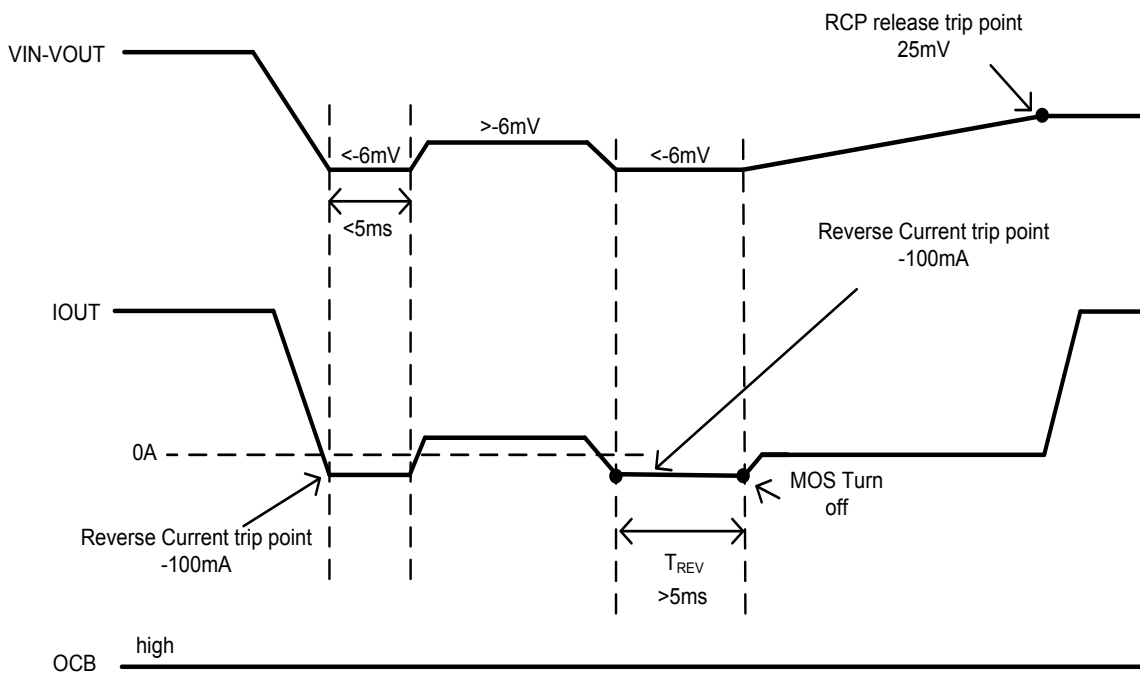 RCP release trip point
25mV
VIN-VOUT
<-6mV
>-6mV
<-6mV
<5ms
Reverse Current trip point
-100mA
IOUT
0A
MOS Turn
off
Reverse Current trip point
-100mA
TREV
>5ms
high
OCB